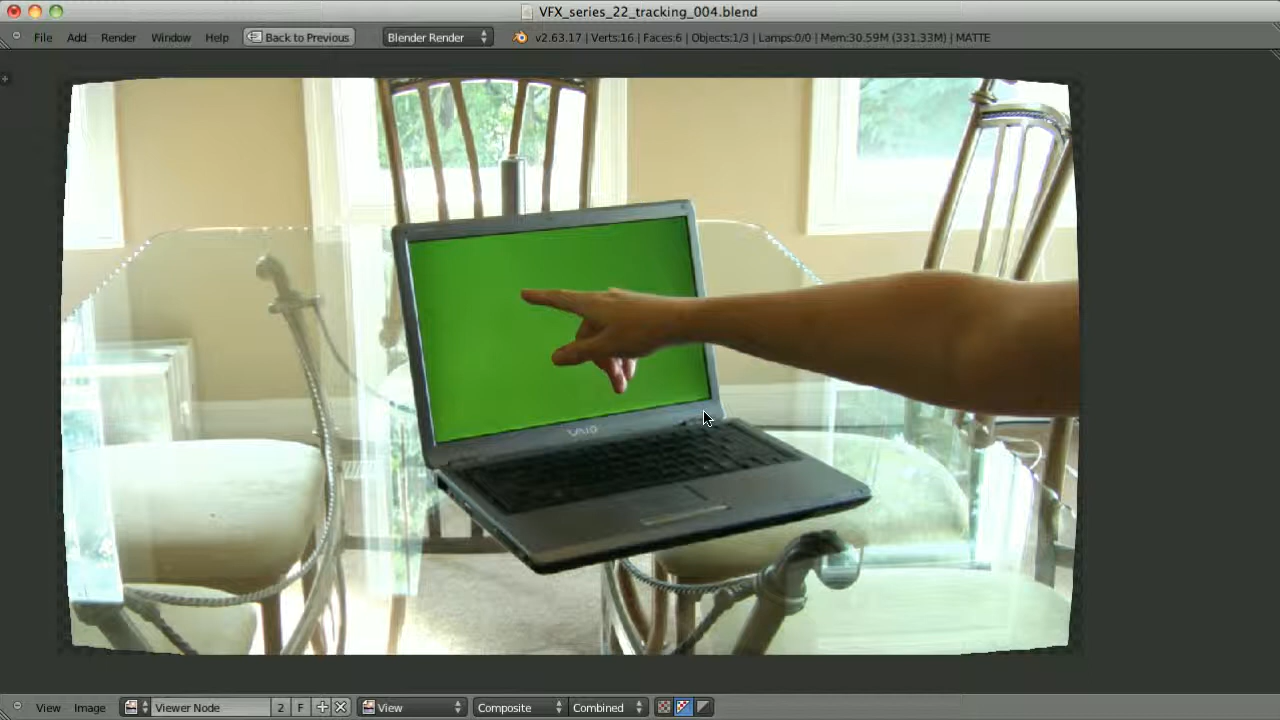 VFX_series_22_tracking_004.blend
File Add Render Window Help Back to Previous Blender Render v2.63.17 | Verts:16 | Faces:6 | Objects:1/3 | Lamps:0/0 | Mem:30.59M (331.33M) | MATTE
VAIO
View Image Viewer Node 2 F View Composite Combined